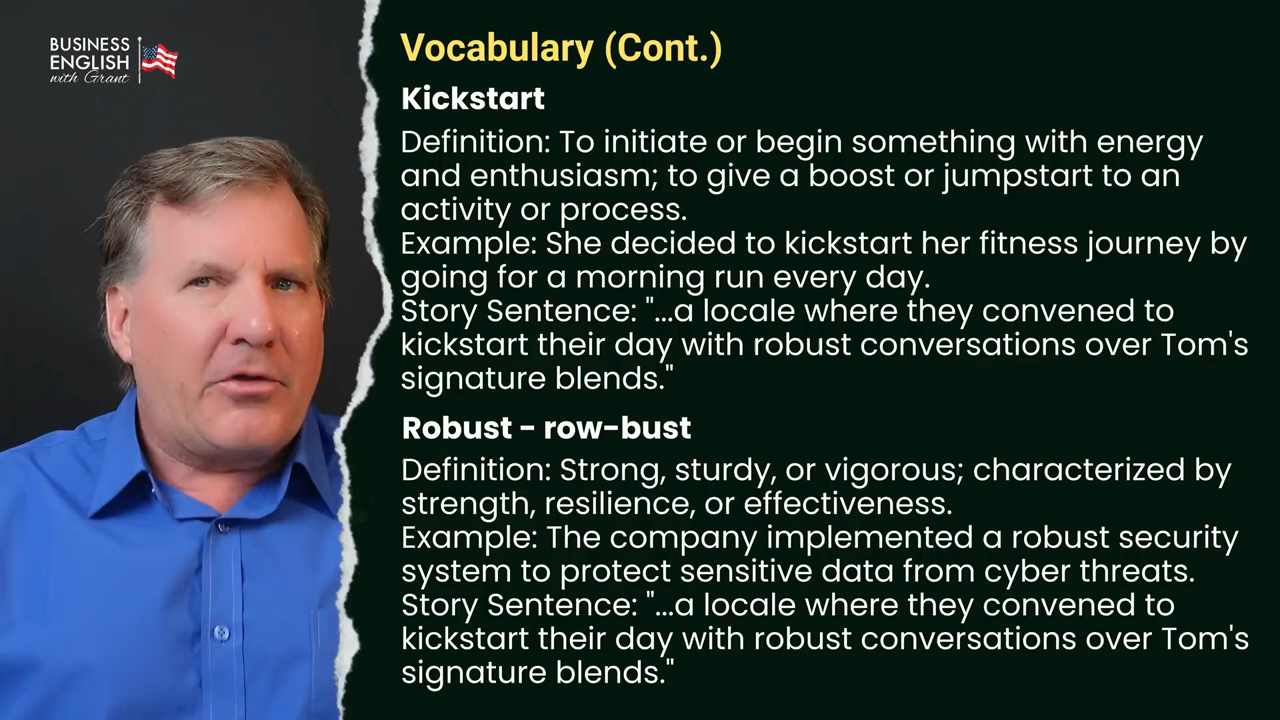 BUSINESS
ENGLISH
with Grant
Vocabulary (Cont.)
Kickstart
Definition: To initiate or begin something with energy
and enthusiasm; to give a boost or jumpstart to an
activity or process.
Example: She decided to kickstart her fitness journey by
going for a morning run every day.
Story Sentence: "...a locale where they convened to
kickstart their day with robust conversations over Tom's
signature blends."
Robust - row-bust
Definition: Strong, sturdy, or vigorous; characterized by
strength, resilience, or effectiveness.
Example: The company implemented a robust security
system to protect sensitive data from cyber threats.
Story Sentence: "...a locale where they convened to
kickstart their day with robust conversations over Tom's
signature blends."